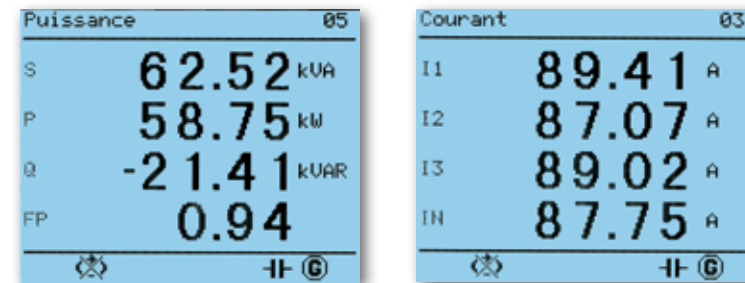 Puissance 05
S 62.52 kVA
P 58.75 kW
Q -21.41 kVAR
FP 0.94
G
Courant 03
I1 89.41 A
I2 87.07 A
I3 89.02 A
IN 87.75 A
G